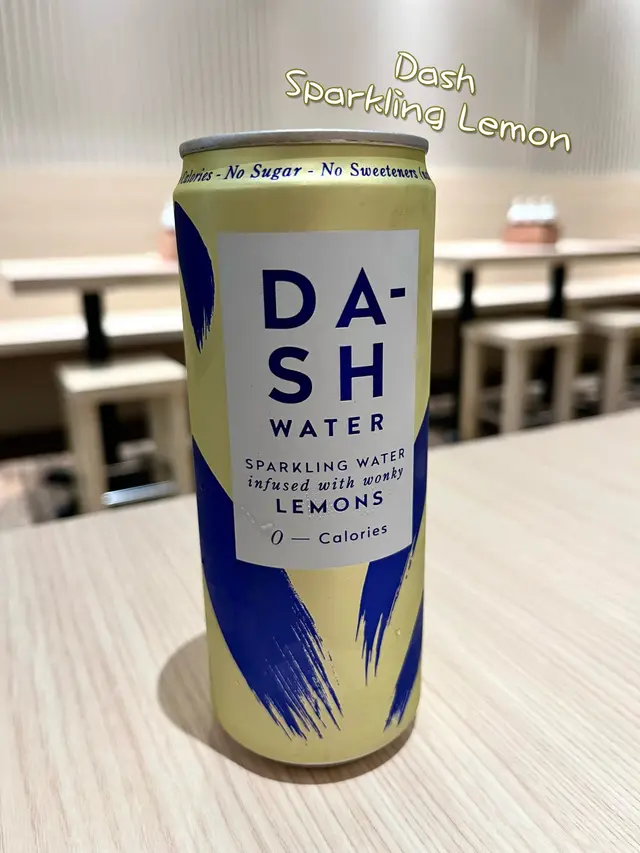 Dash
Sparkling Lemon
Calories - No Sugar - No Sweeteners
DA-
SH
WATER
SPARKLING WATER
infused with wonky
LEMONS
0 — Calories